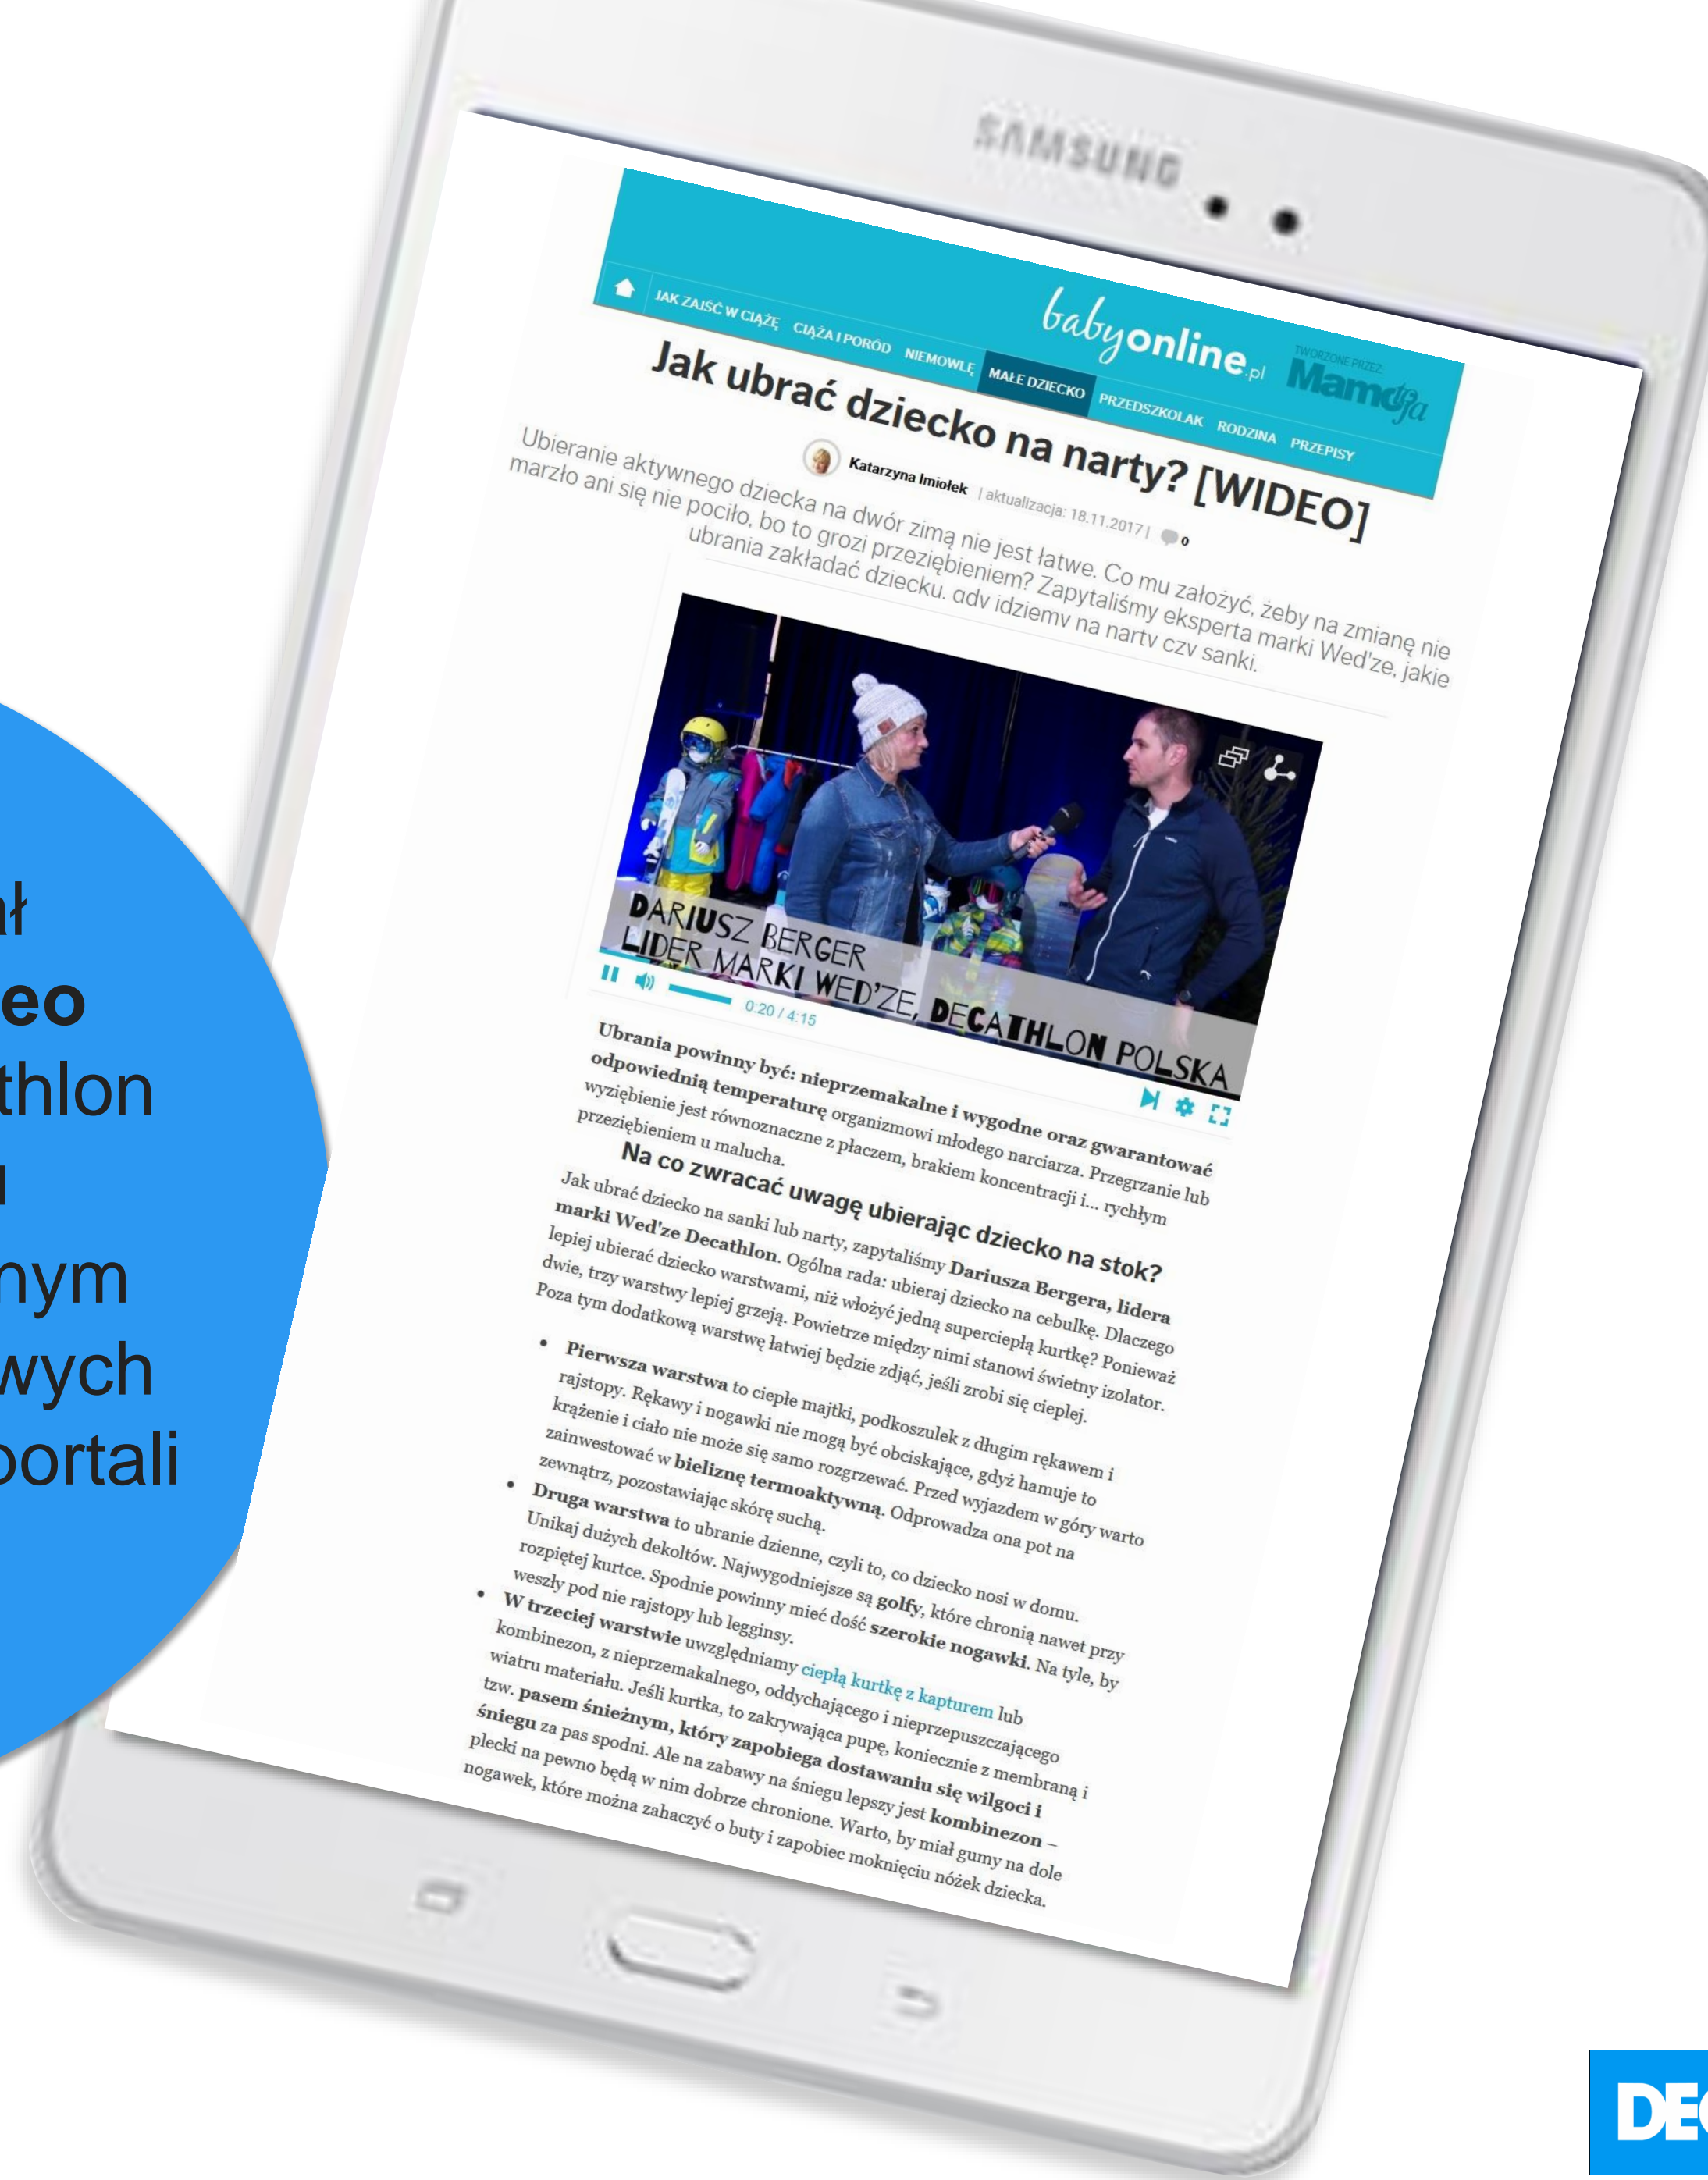 SAMSUNG
babyonline.pl
TWORZONE PRZEZ
Mamo to ja
JAK ZAJŚĆ W CIĄŻĘ CIĄŻA I PORÓD NIEMOWLĘ MAŁE DZIECKO PRZEDSZKOLAK RODZINA PRZEPISY
Jak ubrać dziecko na narty? [WIDEO]
Katarzyna Imiołek | aktualizacja: 18.11.2017 | 0
Ubieranie aktywnego dziecka na dwór zimą nie jest łatwe. Co mu założyć, żeby na zmianę nie
marzło ani się nie pociło, bo to grozi przeziębieniem? Zapytaliśmy eksperta marki Wed'ze, jakie
ubrania zakładać dziecku, gdy idziemy na narty czy sanki.
DARIUSZ BERGER
LIDER MARKI WED'ZE, DECATHLON POLSKA
0:20 / 4:15
Ubrania powinny być: nieprzemakalne i wygodne oraz gwarantować
odpowiednią temperaturę organizmowi młodego narciarza. Przegrzanie lub
wyziębienie jest równoznaczne z płaczem, brakiem koncentracji i... rychłym
przeziębieniem u malucha.
Na co zwracać uwagę ubierając dziecko na stok?
Jak ubrać dziecko na sanki lub narty, zapytaliśmy Dariusza Bergera, lidera
marki Wed'ze Decathlon. Ogólna rada: ubieraj dziecko na cebulkę. Dlaczego
lepiej ubierać dziecko warstwami, niż włożyć jedną superciepłą kurtkę? Ponieważ
dwie, trzy warstwy lepiej grzeją. Powietrze między nimi stanowi świetny izolator.
Poza tym dodatkową warstwę łatwiej będzie zdjąć, jeśli zrobi się cieplej.
• Pierwsza warstwa to ciepłe majtki, podkoszulek z długim rękawem i
rajstopy. Rękawy i nogawki nie mogą być obciskające, gdyż hamuje to
krążenie i ciało nie może się samo rozgrzewać. Przed wyjazdem w góry warto
zainwestować w bieliznę termoaktywną. Odprowadza ona pot na
zewnątrz, pozostawiając skórę suchą.
• Druga warstwa to ubranie dzienne, czyli to, co dziecko nosi w domu.
Unikaj dużych dekoltów. Najwygodniejsze są golfy, które chronią nawet przy
rozpiętej kurtce. Spodnie powinny mieć dość szerokie nogawki. Na tyle, by
weszły pod nie rajstopy lub legginsy.
• W trzeciej warstwie uwzględniamy ciepłą kurtkę z kapturem lub
kombinezon, z nieprzemakalnego, oddychającego i nieprzepuszczającego
wiatru materiału. Jeśli kurtka, to zakrywająca pupę, koniecznie z membraną i
tzw. pasem śnieżnym, który zapobiega dostawaniu się wilgoci i
śniegu za pas spodni. Ale na zabawy na śniegu lepszy jest kombinezon –
plecki na pewno będą w nim dobrze chronione. Warto, by miał gumy na dole
nogawek, które można zahaczyć o buty i zapobiec moknięciu nóżek dziecka.
ał
eo
thlon
nym
wych
portali
DEC